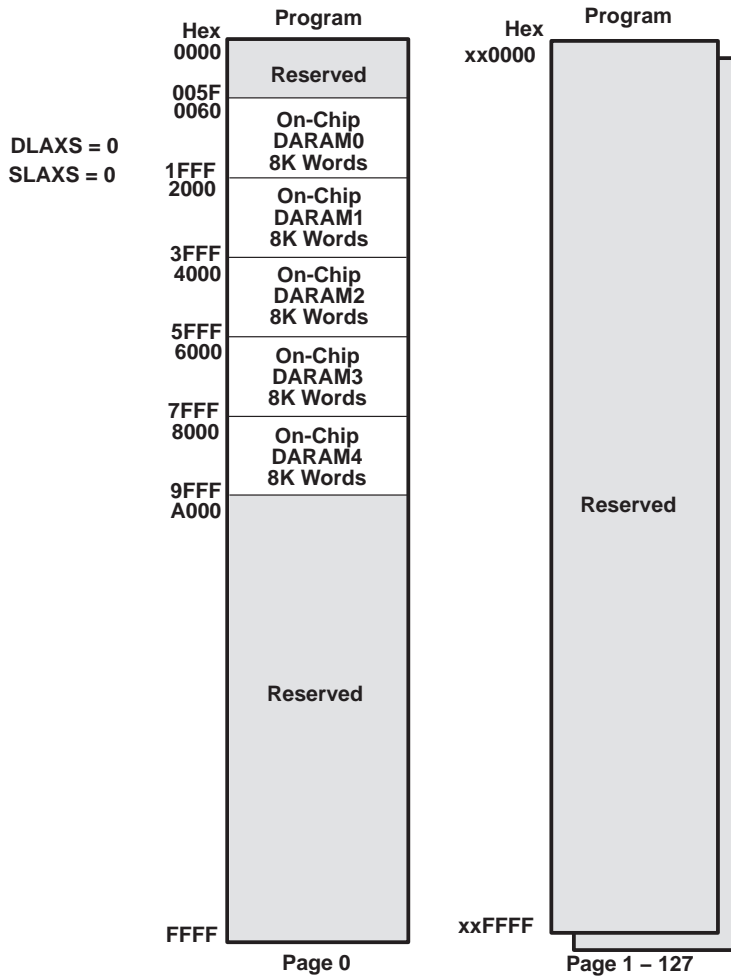 Program
Hex
0000
Reserved
005F
0060
On-Chip
DARAM0
8K Words
DLAXS = 0
SLAXS = 0
1FFF
2000
On-Chip
DARAM1
8K Words
3FFF
4000
On-Chip
DARAM2
8K Words
5FFF
6000
On-Chip
DARAM3
8K Words
7FFF
8000
On-Chip
DARAM4
8K Words
9FFF
A000
Reserved
FFFF
Page 0
Program
Hex
xx0000
Reserved
xxFFFF
Page 1 – 127